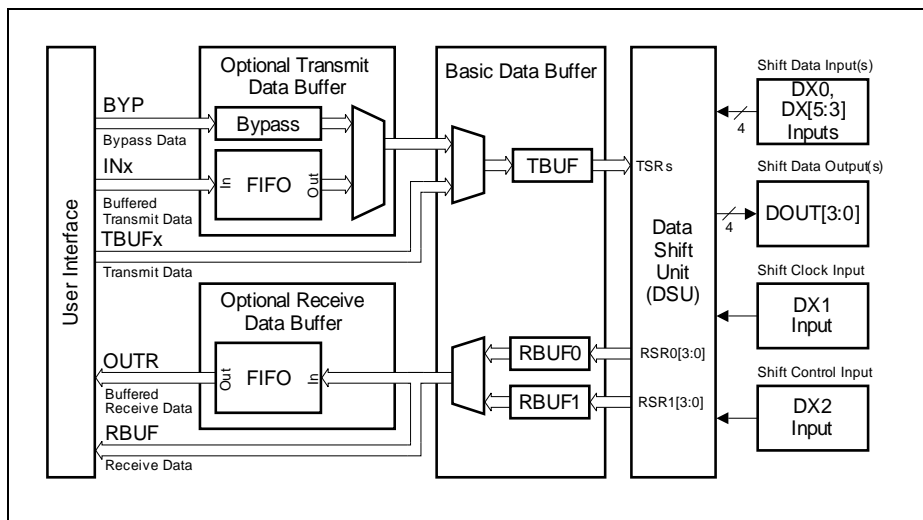 User Interface
BYP
Bypass Data
INx
Buffered
Transmit Data
TBUFx
Transmit Data
OUTR
Buffered
Receive Data
RBUF
Receive Data
Optional Transmit
Data Buffer
Bypass
In
FIFO
Out
Optional Receive
Data Buffer
Out
FIFO
In
Basic Data Buffer
TBUF
RBUF0
RBUF1
TSRs
Data
Shift
Unit
(DSU)
RSR0[3:0]
RSR1[3:0]
Shift Data Input(s)
4
DX0,
DX[5:3]
Inputs
Shift Data Output(s)
4
DOUT[3:0]
Shift Clock Input
DX1
Input
Shift Control Input
DX2
Input